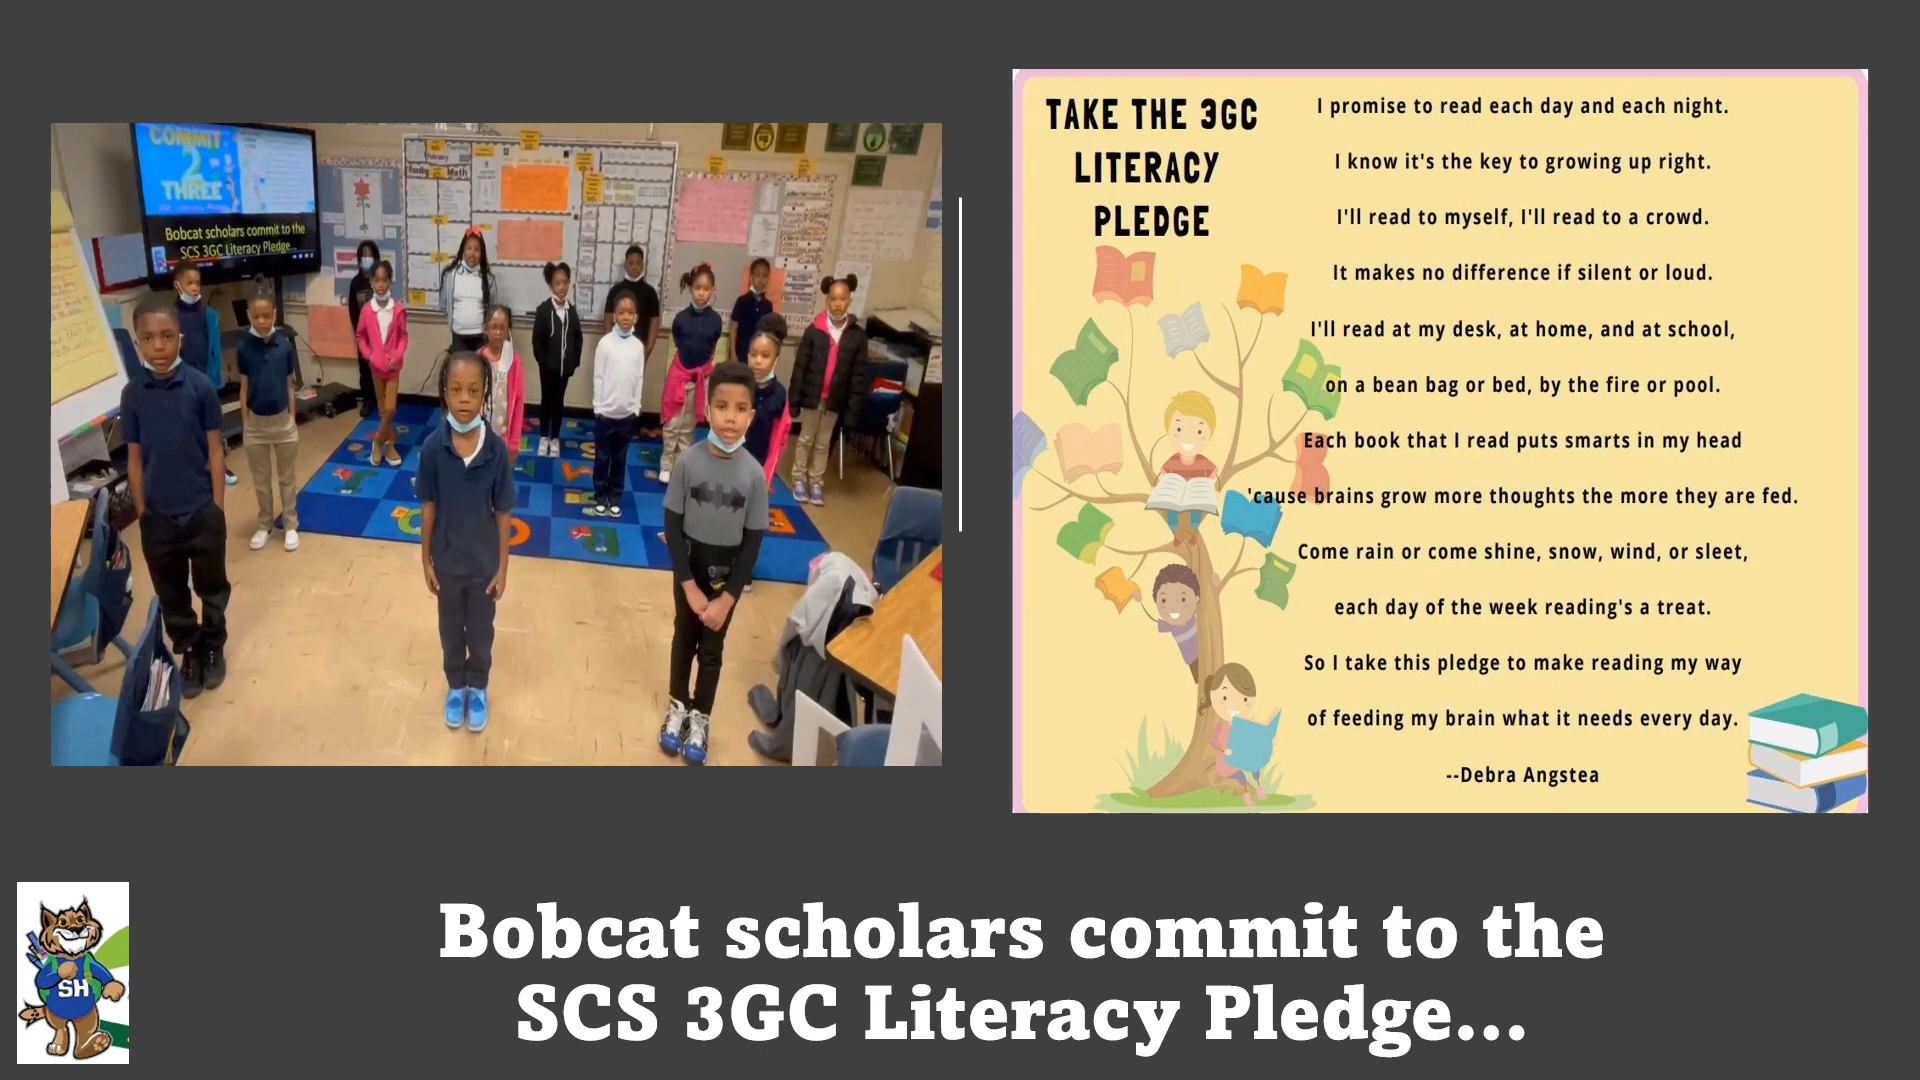 COMMIT
2
THREE
Bobcat scholars commit to the
SCS 3GC Literacy Pledge...
February
Reading
Math
TAKE THE 3GC
LITERACY
PLEDGE
I promise to read each day and each night.
I know it's the key to growing up right.
I'll read to myself, I'll read to a crowd.
It makes no difference if silent or loud.
I'll read at my desk, at home, and at school,
on a bean bag or bed, by the fire or pool.
Each book that I read puts smarts in my head
'cause brains grow more thoughts the more they are fed.
Come rain or come shine, snow, wind, or sleet,
each day of the week reading's a treat.
So I take this pledge to make reading my way
of feeding my brain what it needs every day.
--Debra Angstea
SH
Bobcat scholars commit to the
SCS 3GC Literacy Pledge...